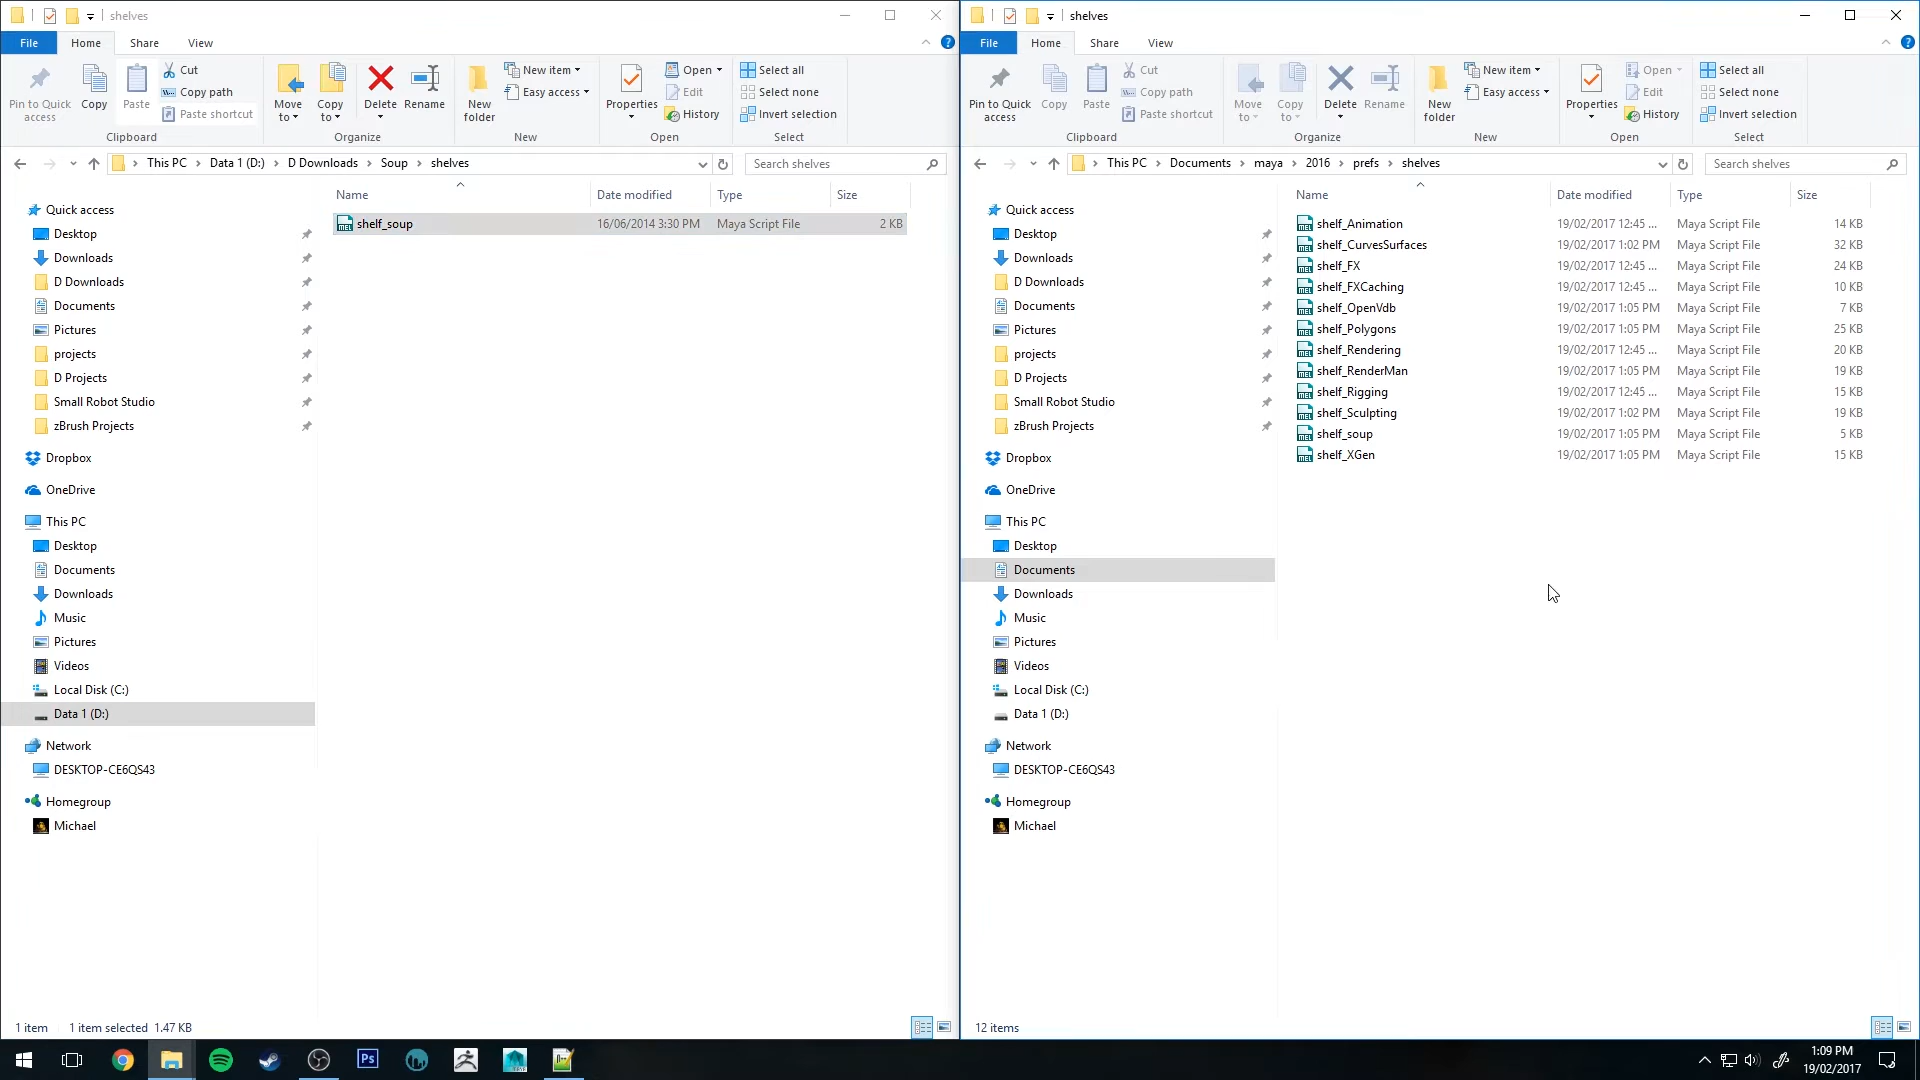 shelves
File Home Share View
Pin to Quick access
Copy
Paste
Cut
Copy path
Paste shortcut
Clipboard
Move to
Copy to
Delete
Rename
Organize
New folder
New item
Easy access
New
Properties
Open
Edit
History
Open
Select all
Select none
Invert selection
Select
This PC Data 1 (D:) D Downloads Soup shelves
Search shelves
Name Date modified Type Size
shelf_soup 16/06/2014 3:30 PM Maya Script File 2 KB
Quick access
Desktop
Downloads
D Downloads
Documents
Pictures
projects
D Projects
Small Robot Studio
zBrush Projects
Dropbox
OneDrive
This PC
Desktop
Documents
Downloads
Music
Pictures
Videos
Local Disk (C:)
Data 1 (D:)
Network
DESKTOP-CE6QS43
Homegroup
Michael
1 item 1 item selected 1.47 KB
shelves
File Home Share View
Pin to Quick access
Copy
Paste
Cut
Copy path
Paste shortcut
Clipboard
Move to
Copy to
Delete
Rename
Organize
New folder
New item
Easy access
New
Properties
Open
Edit
History
Open
Select all
Select none
Invert selection
Select
This PC Documents maya 2016 prefs shelves
Search shelves
Name Date modified Type Size
shelf_Animation 19/02/2017 12:45 ... Maya Script File 14 KB
shelf_CurvesSurfaces 19/02/2017 1:02 PM Maya Script File 32 KB
shelf_FX 19/02/2017 12:45 ... Maya Script File 24 KB
shelf_FXCaching 19/02/2017 12:45 ... Maya Script File 10 KB
shelf_OpenVdb 19/02/2017 1:05 PM Maya Script File 7 KB
shelf_Polygons 19/02/2017 1:05 PM Maya Script File 25 KB
shelf_Rendering 19/02/2017 12:45 ... Maya Script File 20 KB
shelf_RenderMan 19/02/2017 1:05 PM Maya Script File 19 KB
shelf_Rigging 19/02/2017 12:45 ... Maya Script File 15 KB
shelf_Sculpting 19/02/2017 1:02 PM Maya Script File 19 KB
shelf_soup 19/02/2017 1:05 PM Maya Script File 5 KB
shelf_XGen 19/02/2017 1:05 PM Maya Script File 15 KB
Quick access
Desktop
Downloads
D Downloads
Documents
Pictures
projects
D Projects
Small Robot Studio
zBrush Projects
Dropbox
OneDrive
This PC
Desktop
Documents
Downloads
Music
Pictures
Videos
Local Disk (C:)
Data 1 (D:)
Network
DESKTOP-CE6QS43
Homegroup
Michael
12 items
Ps
1:09 PM
19/02/2017